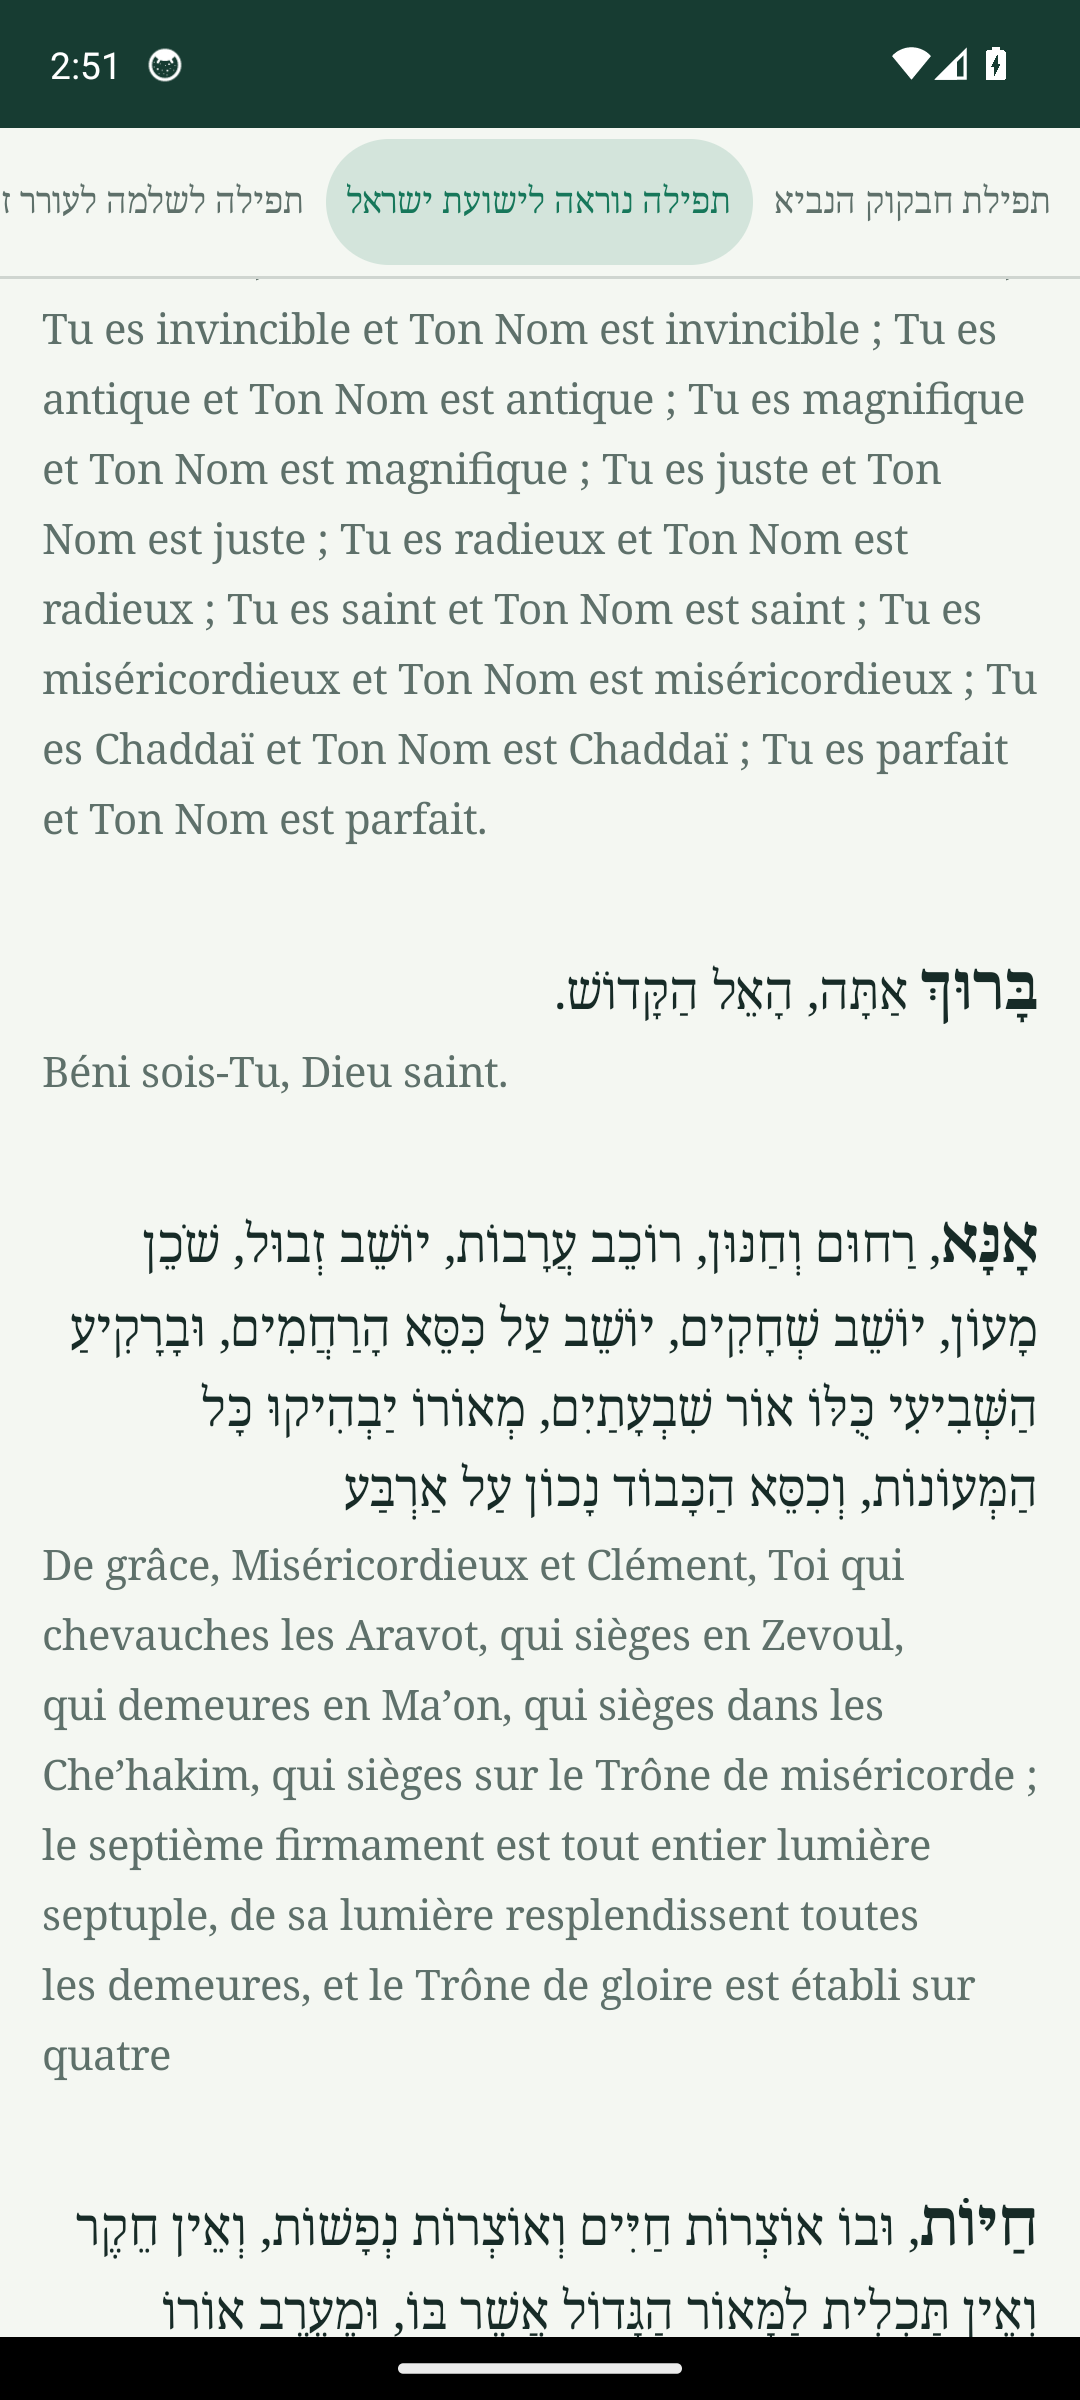 2:51
תפילת חבקוק הנביא תפילה נוראה לישועת ישראל תפילה לשלמה לעורר
Tu es invincible et Ton Nom est invincible ; Tu es
antique et Ton Nom est antique ; Tu es magnifique
et Ton Nom est magnifique ; Tu es juste et Ton
Nom est juste ; Tu es radieux et Ton Nom est
radieux ; Tu es saint et Ton Nom est saint ; Tu es
miséricordieux et Ton Nom est miséricordieux ; Tu
es Chaddaï et Ton Nom est Chaddaï ; Tu es parfait
et Ton Nom est parfait.
בָּרוּךְ אַתָּה, הָאֵל הַקָּדוֹשׁ.
Béni sois-Tu, Dieu saint.
אָנָּא, רַחוּם וְחַנּוּן, רוֹכֵב עֲרָבוֹת, יוֹשֵׁב זְבוּל, שֹׁכֵן
מָעוֹן, יוֹשֵׁב שְׁחָקִים, יוֹשֵׁב עַל כִּסֵּא הָרַחֲמִים, וּבָרָקִיעַ
הַשְּׁבִיעִי כֻּלּוֹ אוֹר שִׁבְעָתַיִם, מְאוֹרוֹ יַבְהִיקוּ כָּל
הַמְּעוֹנוֹת, וְכִסֵּא הַכָּבוֹד נָכוֹן עַל אַרְבַּע
De grâce, Miséricordieux et Clément, Toi qui
chevauches les Aravot, qui sièges en Zevoul,
qui demeures en Ma’on, qui sièges dans les
Che’hakim, qui sièges sur le Trône de miséricorde ;
le septième firmament est tout entier lumière
septuple, de sa lumière resplendissent toutes
les demeures, et le Trône de gloire est établi sur
quatre
חַיּוֹת, וּבוֹ אוֹצְרוֹת חַיִּים וְאוֹצְרוֹת נְפָשׁוֹת, וְאֵין חֵקֶר
וְאֵין תַּכְלִית לַמָּאוֹר הַגָּדוֹל אֲשֶׁר בּוֹ, וּמֵעֲרֵב אוֹרוֹ